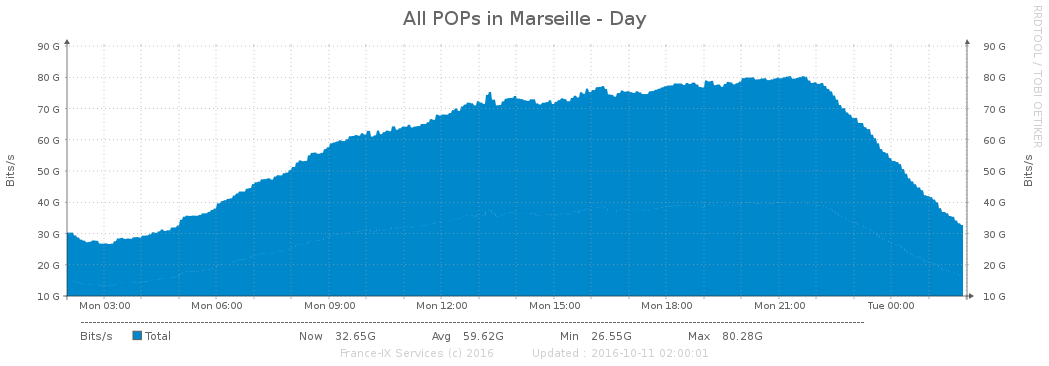 All POPs in Marseille - Day
RRDTOOL / TOBI OETIKER
90 G 90 G
80 G 80 G
70 G 70 G
60 G 60 G
50 G 50 G
40 G 40 G
30 G 30 G
20 G 20 G
10 G 10 G
Bits/s
Bits/s
Mon 03:00 Mon 06:00 Mon 09:00 Mon 12:00 Mon 15:00 Mon 18:00 Mon 21:00 Tue 00:00
Bits/s Total Now 32.65G Avg 59.62G Min 26.55G Max 80.28G
France-IX Services (c) 2016 Updated : 2016-10-11 02:00:01